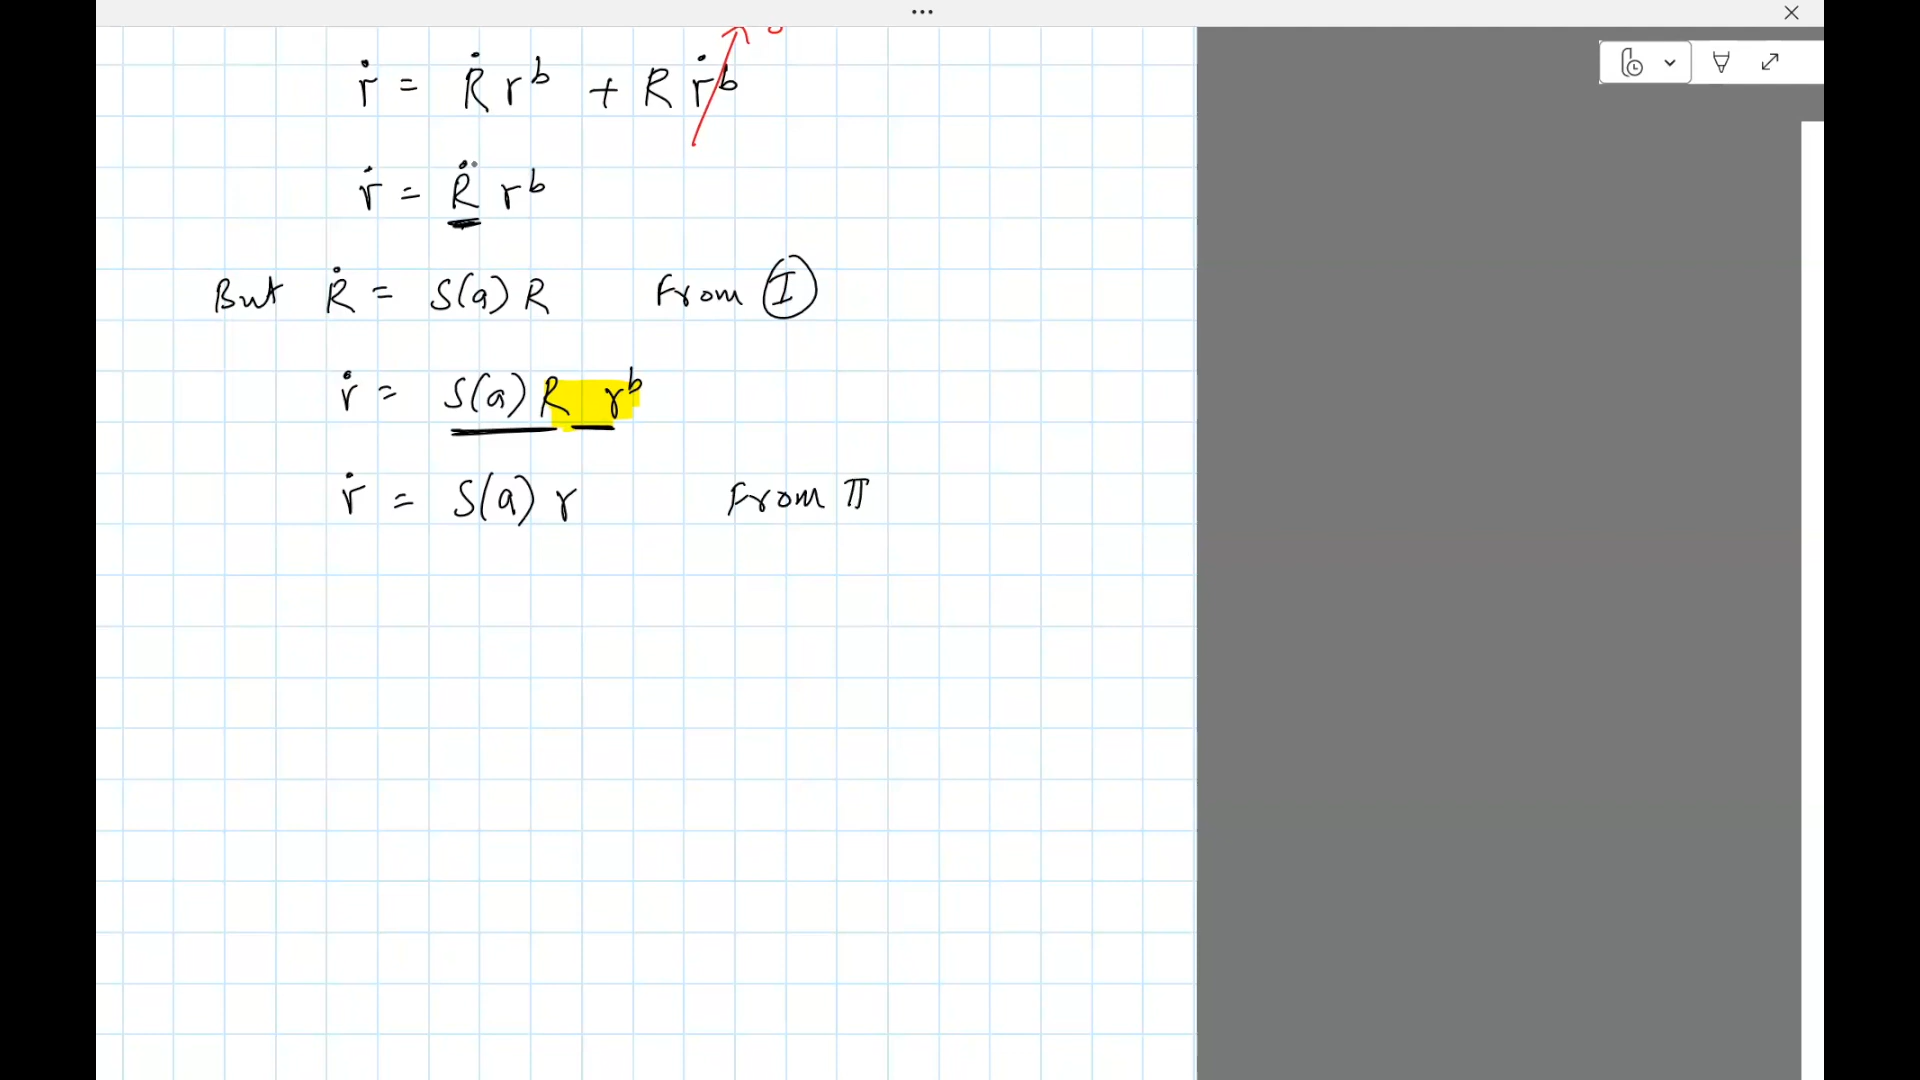 ṙ = Ṙ r^b + R ṙ^b
ṙ = Ṙ r^b
But Ṙ = S(a) R From I
ṙ = S(a) R r^b
ṙ = S(a) r From II